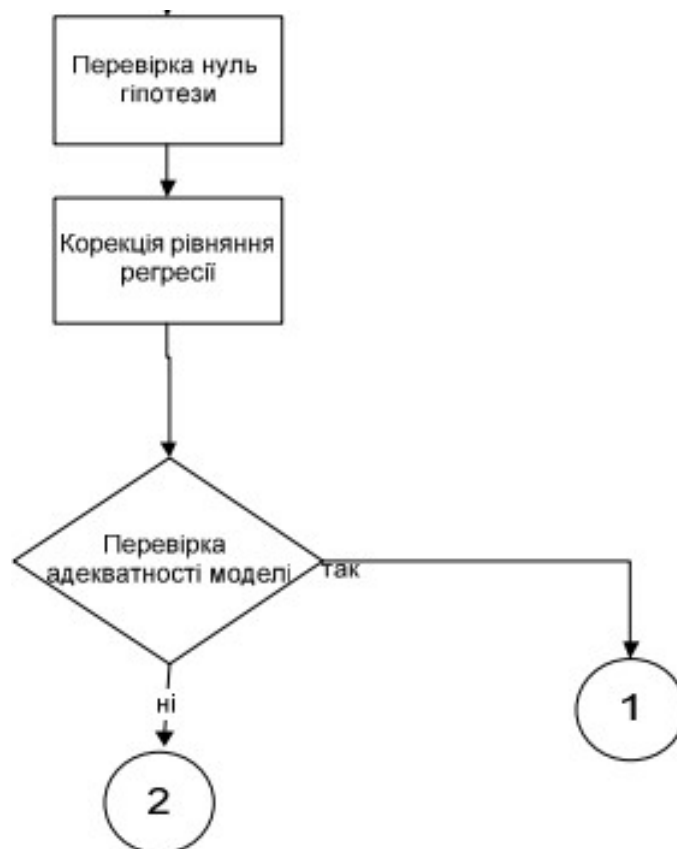 Перевірка нуль
гіпотези
Корекція рівняння
регресії
Перевірка
адекватності моделі
так
ні
1
2